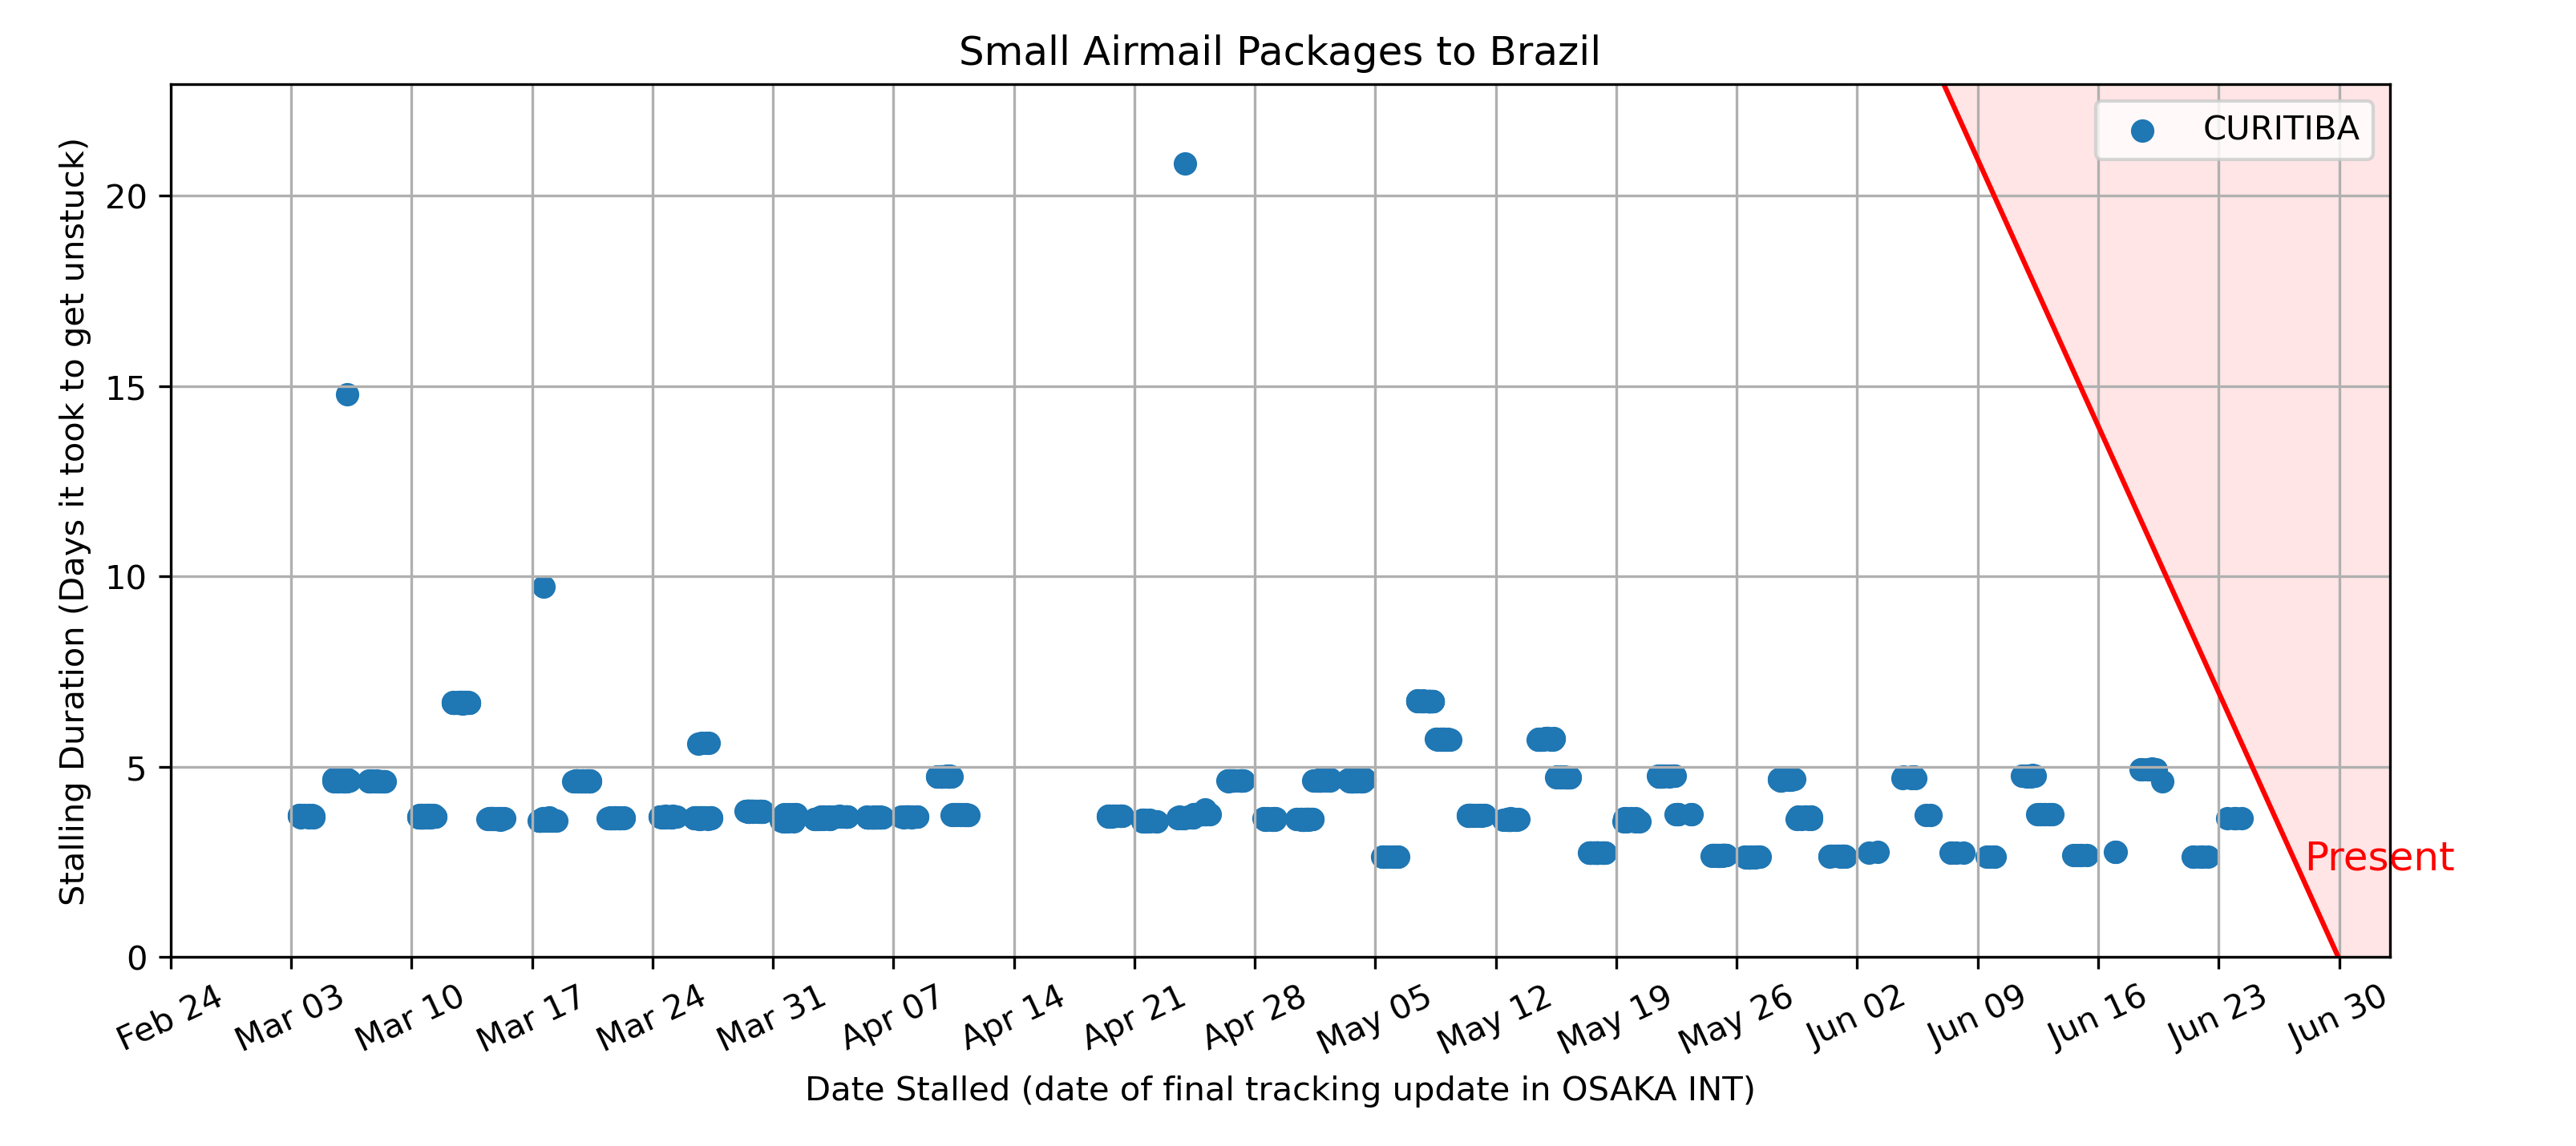 Small Airmail Packages to Brazil
CURITIBA
Stalling Duration (Days it took to get unstuck)
20
15
10
5
0
Present
Feb 24
Mar 03
Mar 10
Mar 17
Mar 24
Mar 31
Apr 07
Apr 14
Apr 21
Apr 28
May 05
May 12
May 19
May 26
Jun 02
Jun 09
Jun 16
Jun 23
Jun 30
Date Stalled (date of final tracking update in OSAKA INT)